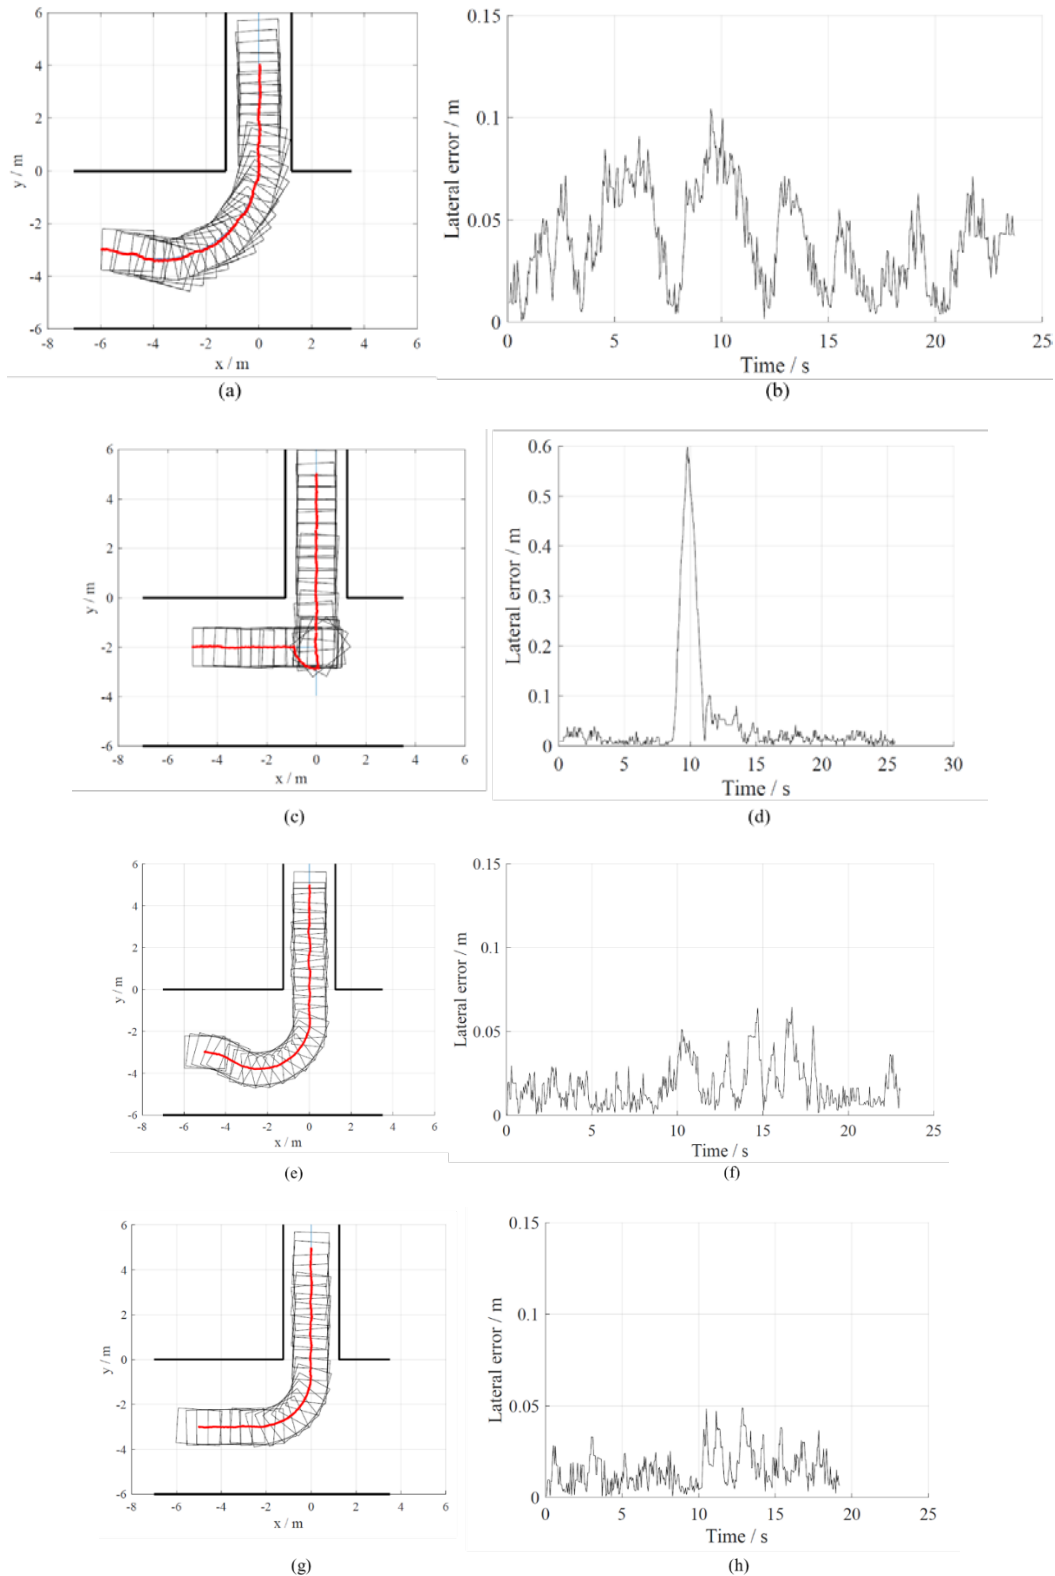 6
4
2
0
-2
-4
-6
y / m
-8 -6 -4 -2 0 2 4 6
x / m
(a)
0.15
0.1
0.05
0
Lateral error / m
0 5 10 15 20 25
Time / s
(b)
6
4
2
0
-2
-4
-6
y / m
-8 -6 -4 -2 0 2 4 6
x / m
(c)
0.6
0.5
0.4
0.3
0.2
0.1
0
Lateral error / m
0 5 10 15 20 25 30
Time / s
(d)
6
4
2
0
-2
-4
-6
y / m
-8 -6 -4 -2 0 2 4 6
x / m
(e)
0.15
0.1
0.05
0
Lateral error / m
0 5 10 15 20 25
Time / s
(f)
6
4
2
0
-2
-4
-6
y / m
-8 -6 -4 -2 0 2 4 6
x / m
(g)
0.15
0.1
0.05
0
Lateral error / m
0 5 10 15 20 25
Time / s
(h)